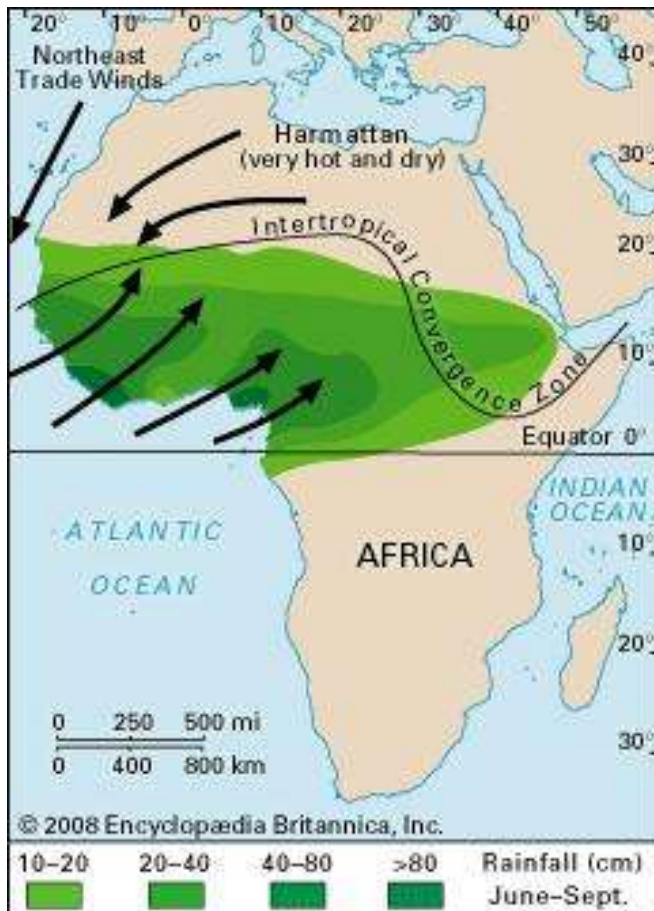 20° 10° 0° 10° 20° 30° 40° 50°
Northeast
Trade Winds
40°
Harmattan
(very hot and dry)
30°
Intertropical Convergence Zone
20°
10°
Equator 0°
INDIAN
OCEAN
ATLANTIC
OCEAN
AFRICA
10°
20°
0 250 500 mi
0 400 800 km
30°
© 2008 Encyclopædia Britannica, Inc.
10–20 20–40 40–80 >80 Rainfall (cm)
June–Sept.